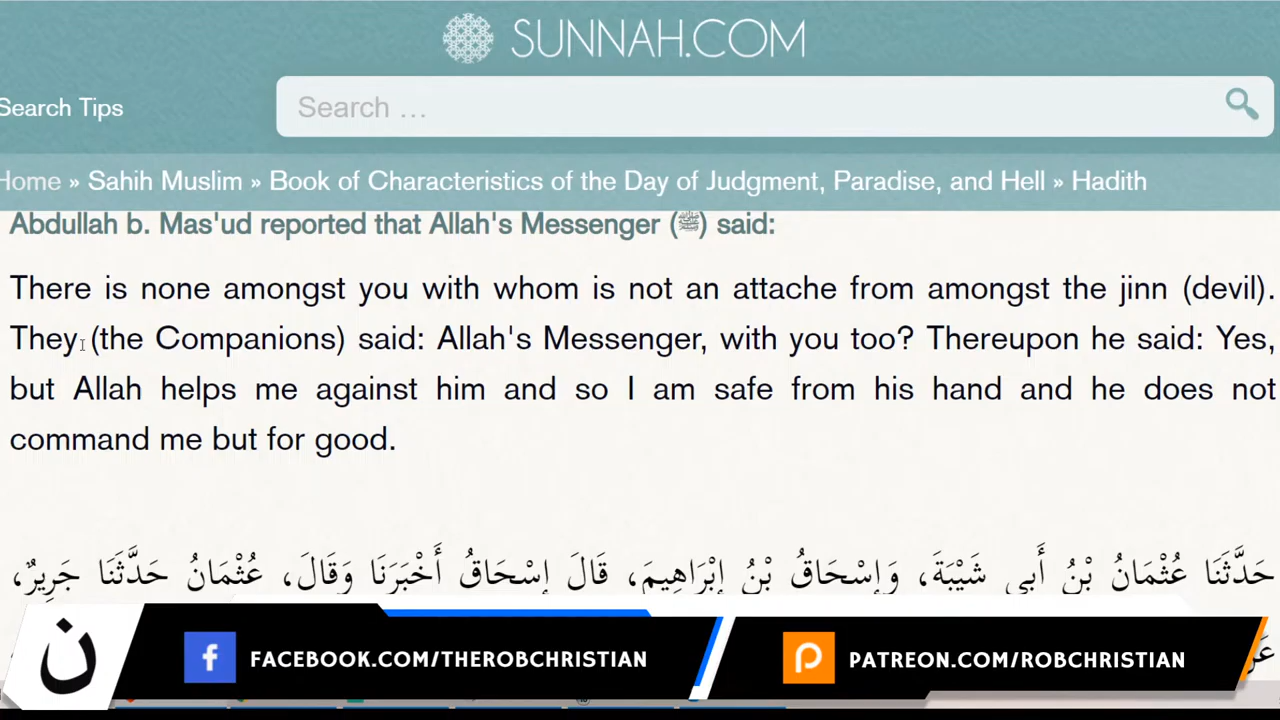 SUNNAH.COM
Search Tips
Search ...
Home » Sahih Muslim » Book of Characteristics of the Day of Judgment, Paradise, and Hell » Hadith
Abdullah b. Mas'ud reported that Allah's Messenger (ﷺ) said:
There is none amongst you with whom is not an attache from amongst the jinn (devil).
They (the Companions) said: Allah's Messenger, with you too? Thereupon he said: Yes,
but Allah helps me against him and so I am safe from his hand and he does not
command me but for good.
حَدَّثَنَا عُثْمَانُ بْنُ أَبِي شَيْبَةَ، وَإِسْحَاقُ بْنُ إِبْرَاهِيمَ، قَالَ إِسْحَاقُ أَخْبَرَنَا وَقَالَ، عُثْمَانُ حَدَّثَنَا جَرِيرٌ،
ن
FACEBOOK.COM/THEROBCHRISTIAN
PATREON.COM/ROBCHRISTIAN